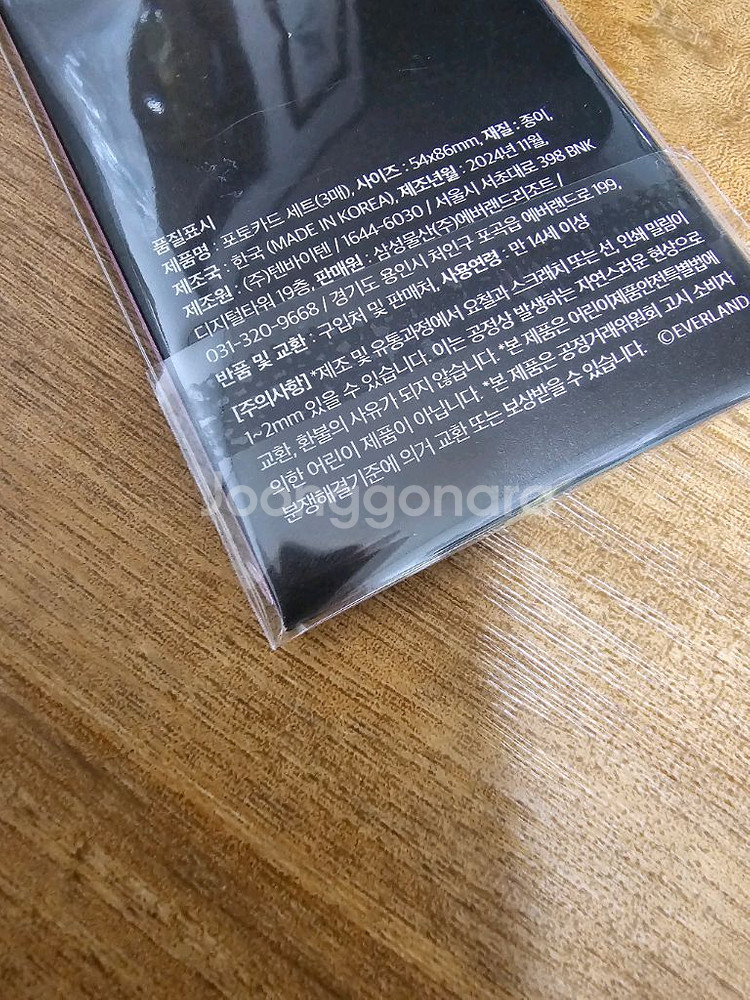 품질표시
제품명 : 포토카드 세트(3매), 사이즈 : 54x86mm, 재질 : 종이,
제조국 : 한국 (MADE IN KOREA), 제조년월 : 2024년 11월,
제조원 : (주)텐바이텐 / 1644-6030 / 서울시 서초대로 398 BNK
디지털타워 19층, 판매원 : 삼성물산(주)에버랜드리조트 /
031-320-9668 / 경기도 용인시 처인구 포곡읍 에버랜드로 199,
반품 및 교환 : 구입처 및 판매처, 사용연령 : 만 14세 이상
[주의사항] *제조 및 유통과정에서 요철과 스크래치 또는 선, 인쇄 밀림이
1~2mm 있을 수 있습니다. 이는 공정상 발생하는 자연스러운 현상으로
교환, 환불의 사유가 되지 않습니다. *본 제품은 어린이제품안전특별법에
의한 어린이 제품이 아닙니다. *본 제품은 공정거래위원회 고시 소비자
분쟁해결기준에 의거 교환 또는 보상받을 수 있습니다. ©EVERLAND
Joonggonara